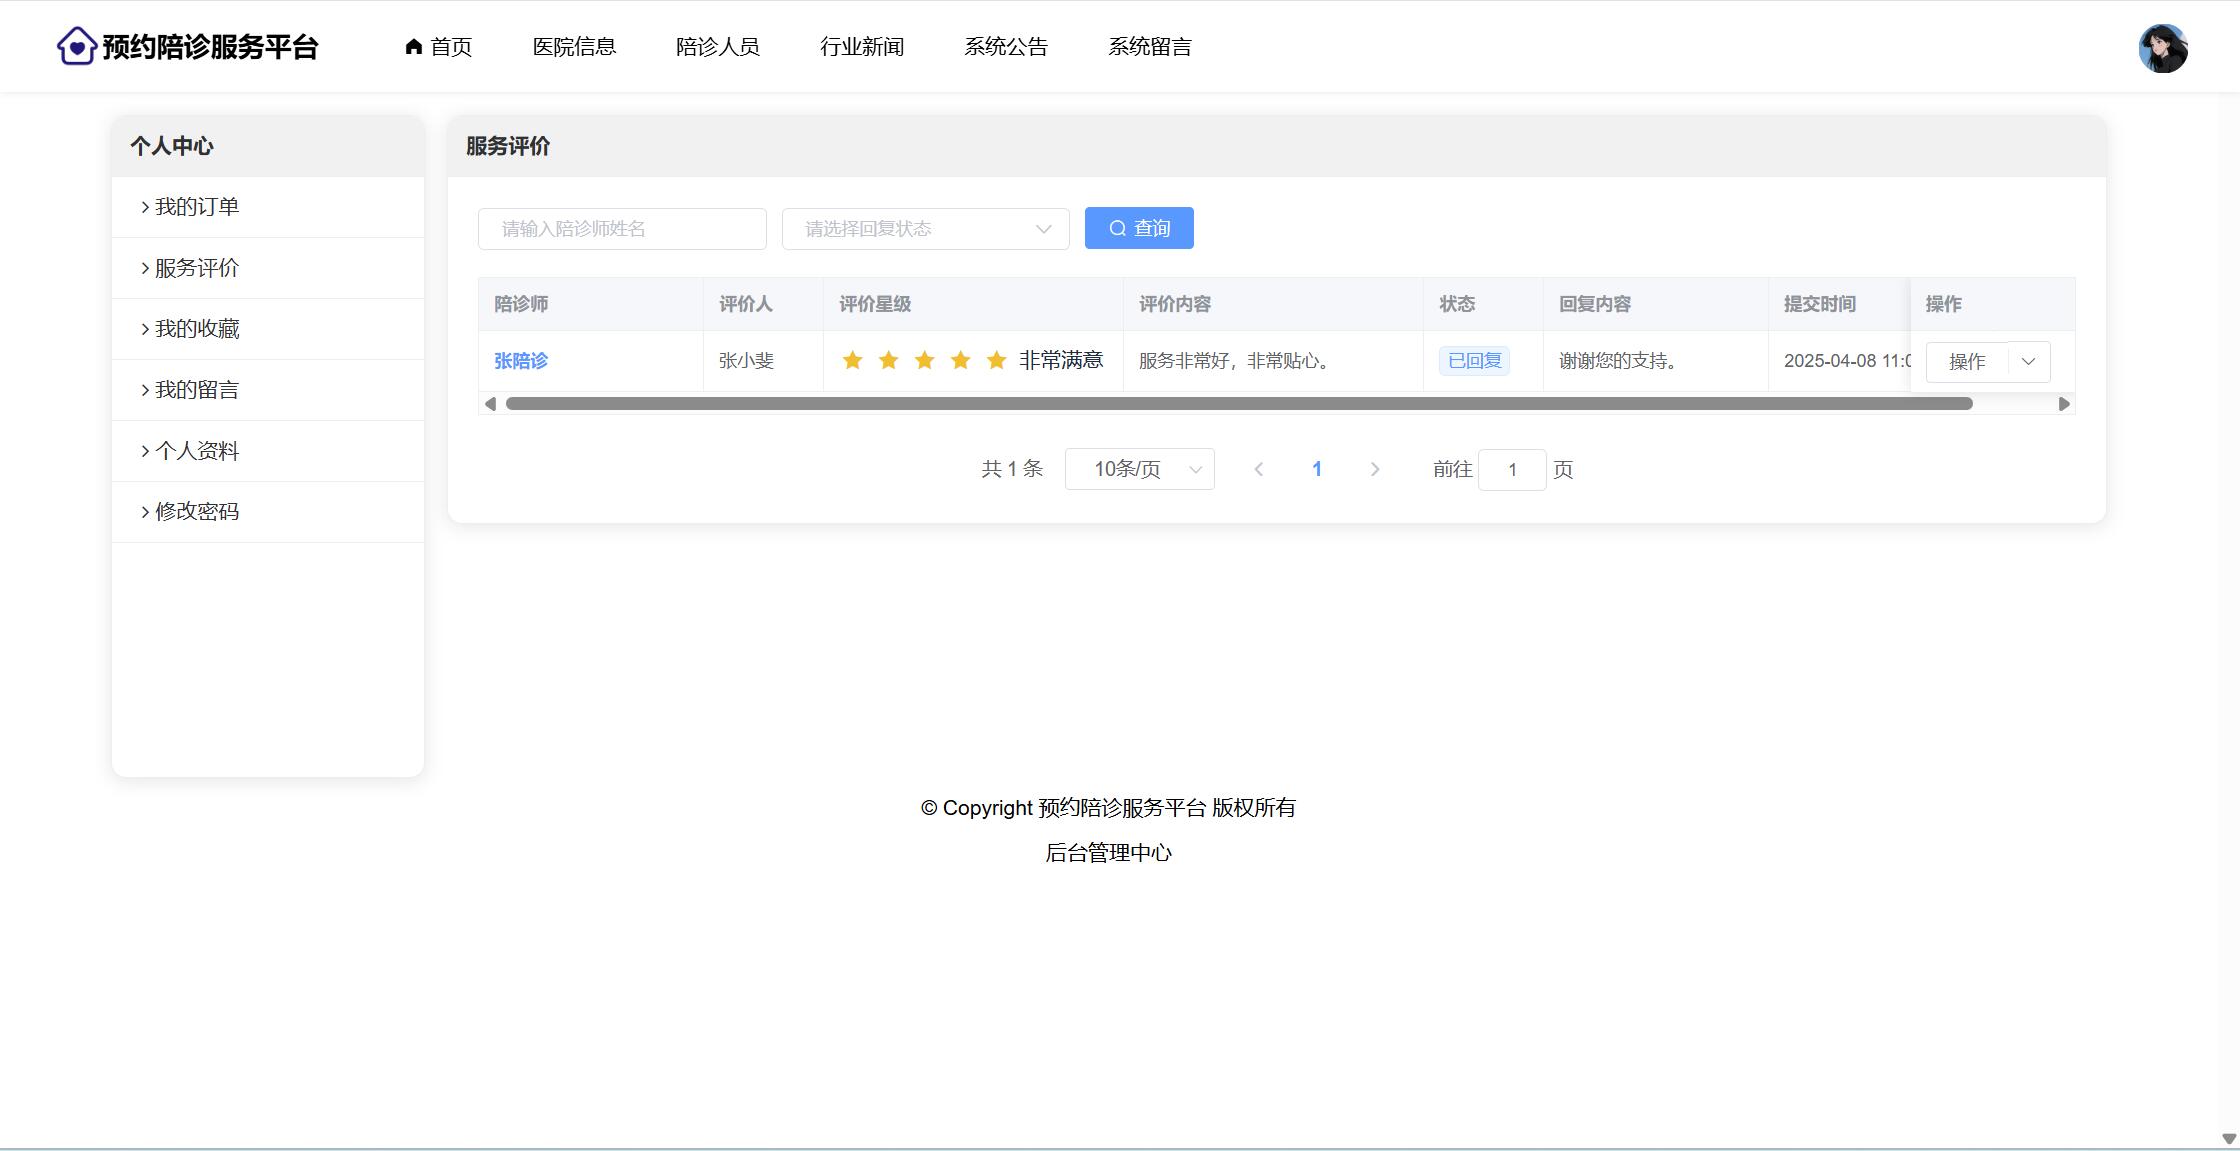 预约陪诊服务平台 首页 医院信息 陪诊人员 行业新闻 系统公告 系统留言
个人中心
我的订单
服务评价
我的收藏
我的留言
个人资料
修改密码
服务评价
请输入陪诊师姓名 请选择回复状态 查询
陪诊师 评价人 评价星级 评价内容 状态 回复内容 提交时间 操作
张陪诊 张小斐 非常满意 服务非常好，非常贴心。 已回复 谢谢您的支持。 2025-04-08 11:0 操作
共 1 条 10条/页 1 前往 1 页
© Copyright 预约陪诊服务平台 版权所有
后台管理中心